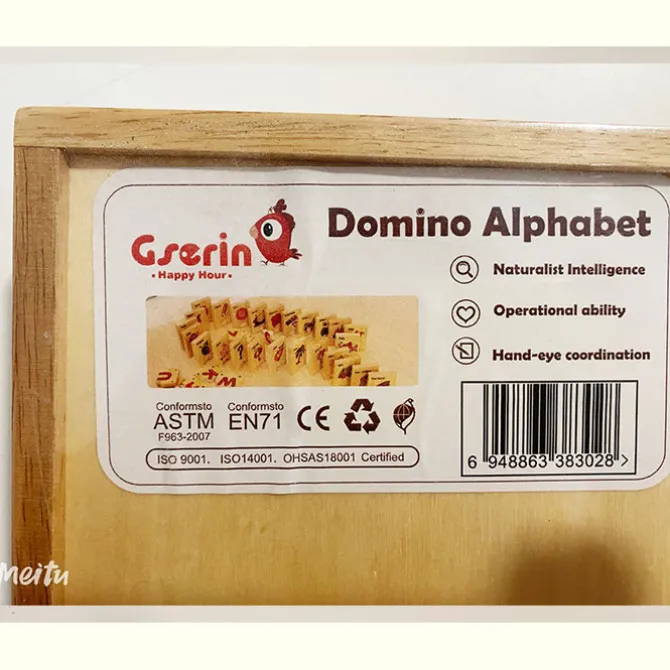 Gserin
• Happy Hour •
Domino Alphabet
Naturalist Intelligence
Operational ability
Hand-eye coordination
Conformsto
ASTM
F963-2007
Conformsto
EN71
CE
ISO 9001. ISO14001. OHSAS18001 Certified
6 948863 383028 >
Meitu